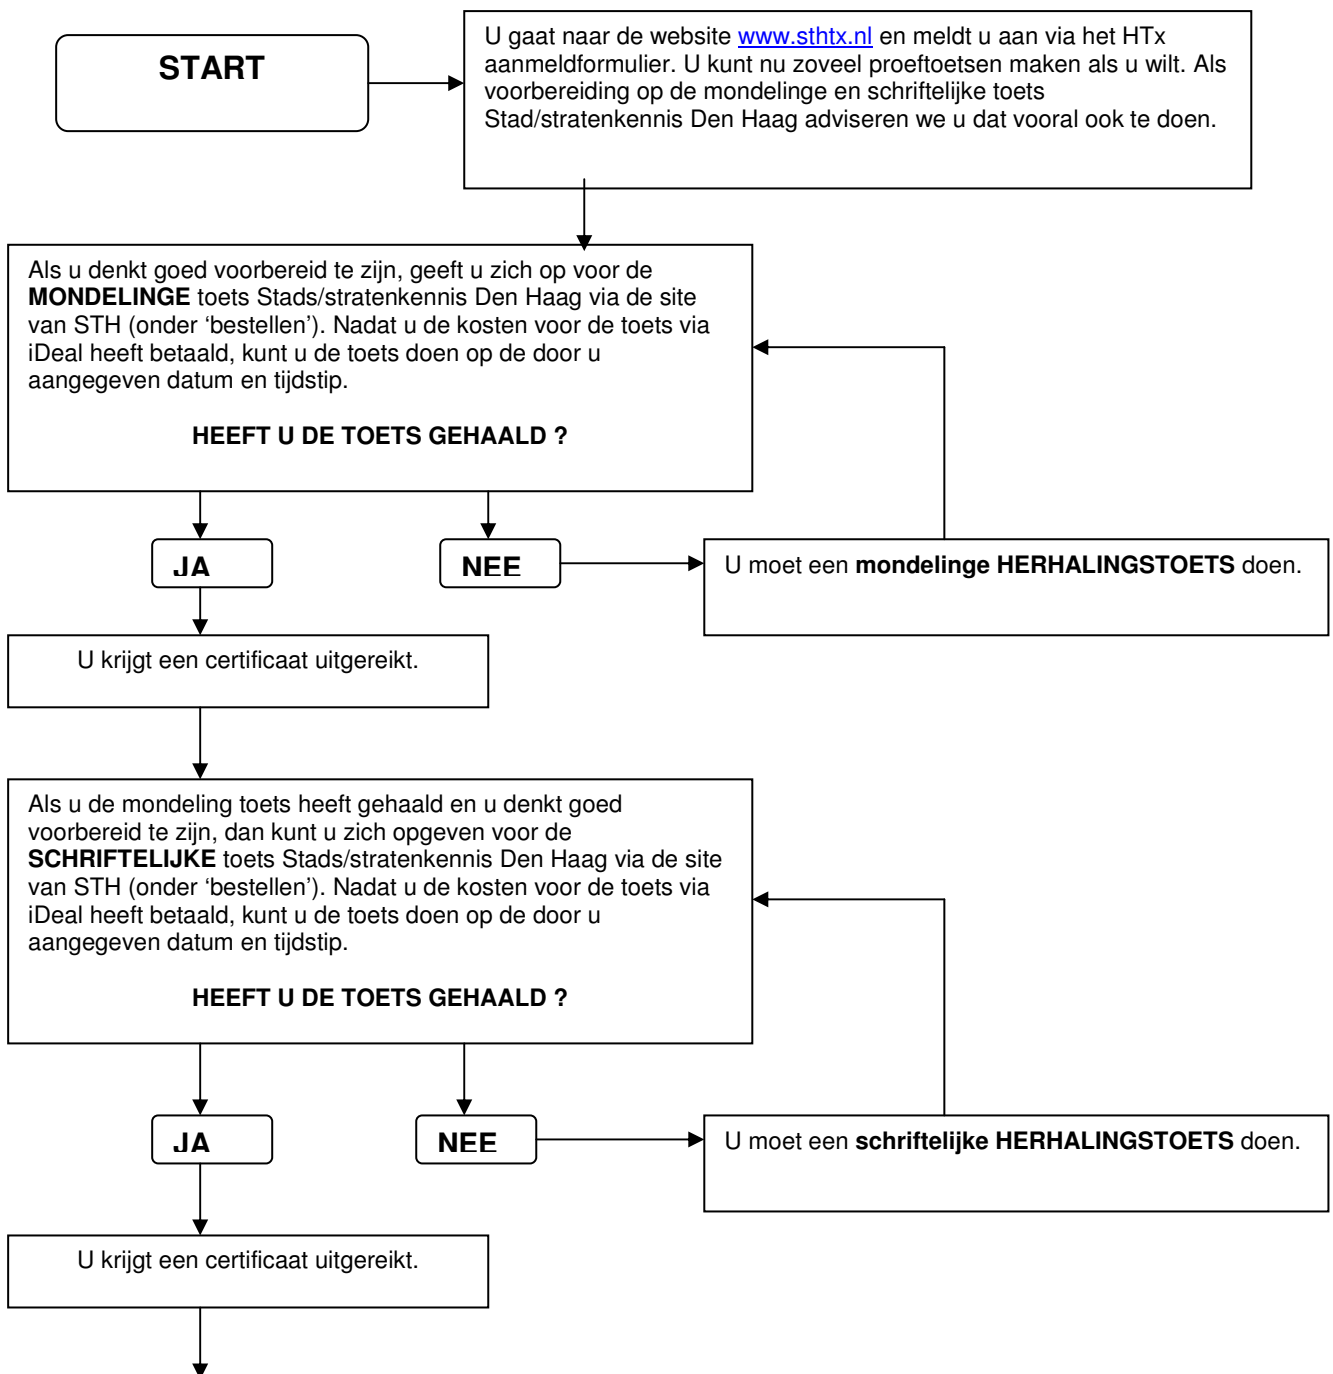 START
U gaat naar de website www.sthtx.nl en meldt u aan via het HTx
aanmeldformulier. U kunt nu zoveel proeftoetsen maken als u wilt. Als
voorbereiding op de mondelinge en schriftelijke toets
Stad/stratenkennis Den Haag adviseren we u dat vooral ook te doen.
Als u denkt goed voorbereid te zijn, geeft u zich op voor de
MONDELINGE toets Stads/stratenkennis Den Haag via de site
van STH (onder ‘bestellen’). Nadat u de kosten voor de toets via
iDeal heeft betaald, kunt u de toets doen op de door u
aangegeven datum en tijdstip.
HEEFT U DE TOETS GEHAALD ?
JA
NEE
U moet een mondelinge HERHALINGSTOETS doen.
U krijgt een certificaat uitgereikt.
Als u de mondeling toets heeft gehaald en u denkt goed
voorbereid te zijn, dan kunt u zich opgeven voor de
SCHRIFTELIJKE toets Stads/stratenkennis Den Haag via de site
van STH (onder ‘bestellen’). Nadat u de kosten voor de toets via
iDeal heeft betaald, kunt u de toets doen op de door u
aangegeven datum en tijdstip.
HEEFT U DE TOETS GEHAALD ?
JA
NEE
U moet een schriftelijke HERHALINGSTOETS doen.
U krijgt een certificaat uitgereikt.